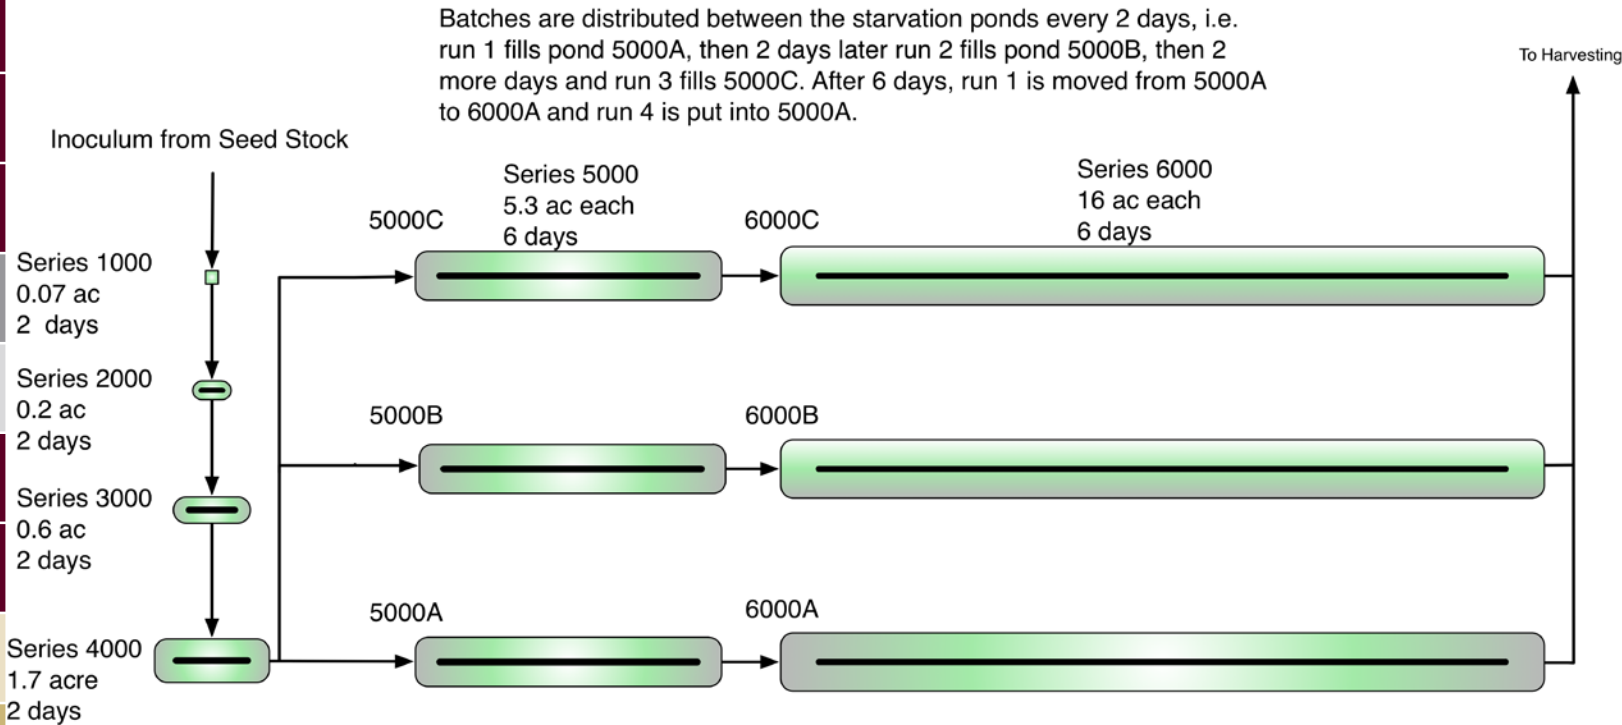 Batches are distributed between the starvation ponds every 2 days, i.e.
run 1 fills pond 5000A, then 2 days later run 2 fills pond 5000B, then 2
more days and run 3 fills 5000C. After 6 days, run 1 is moved from 5000A
to 6000A and run 4 is put into 5000A.
To Harvesting
Inoculum from Seed Stock
Series 5000
5.3 ac each
6 days
Series 6000
16 ac each
6 days
5000C
6000C
Series 1000
0.07 ac
2 days
Series 2000
0.2 ac
2 days
5000B
6000B
Series 3000
0.6 ac
2 days
5000A
6000A
Series 4000
1.7 acre
2 days